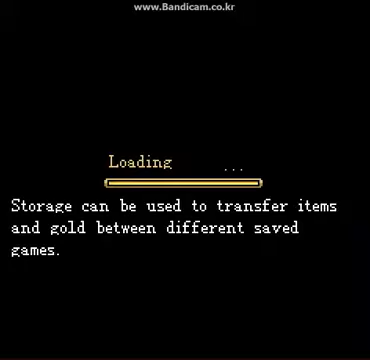 www.Bandicam.co.kr
Loading ...
Storage can be used to transfer items
and gold between different saved
games.